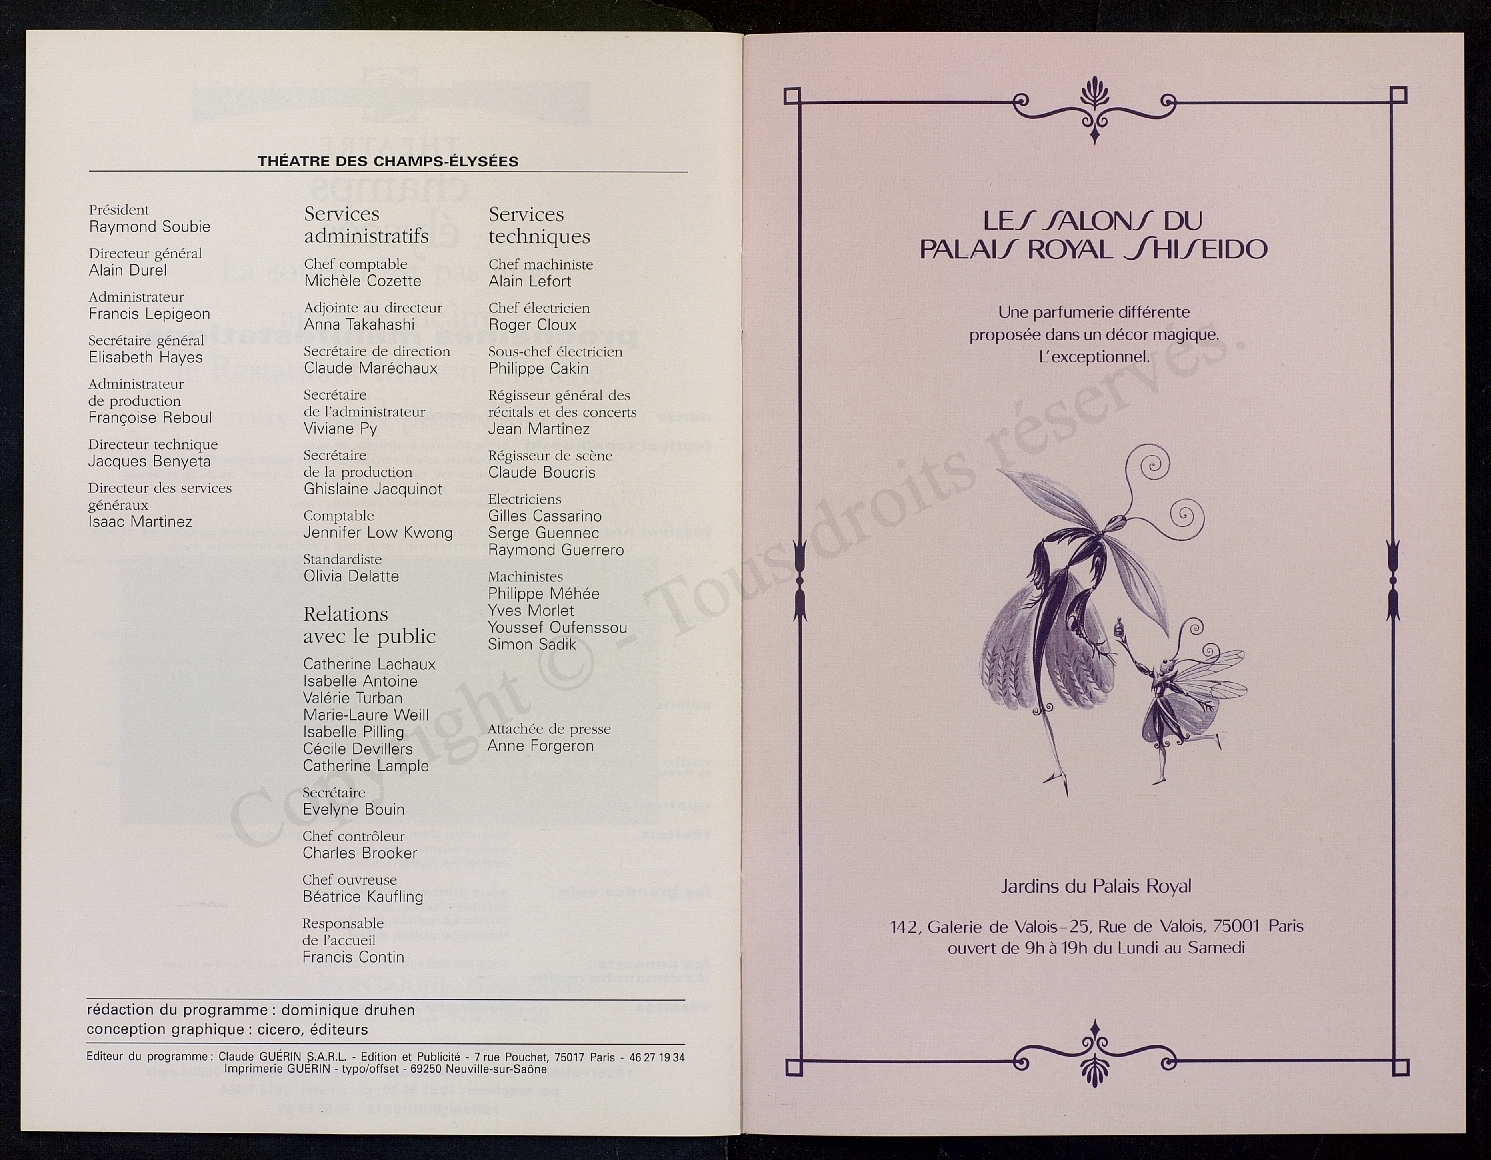 THÉATRE DES CHAMPS-ÉLYSÉES
Président
Raymond Soubie
Directeur général
Alain Durel
Administrateur
Francis Lepigeon
Secrétaire général
Elisabeth Hayes
Administrateur
de production
Françoise Reboul
Directeur technique
Jacques Benyeta
Directeur des services
généraux
Isaac Martinez
Services
administratifs
Chef comptable
Michèle Cozette
Adjointe au directeur
Anna Takahashi
Secrétaire de direction
Claude Maréchaux
Secrétaire
de l'administrateur
Viviane Py
Secrétaire
de la production
Ghislaine Jacquinot
Comptable
Jennifer Low Kwong
Standardiste
Olivia Delatte
Relations
avec le public
Catherine Lachaux
Isabelle Antoine
Valérie Turban
Marie-Laure Weill
Isabelle Pilling
Cécile Devillers
Catherine Lample
Secrétaire
Evelyne Bouin
Chef contrôleur
Charles Brooker
Chef ouvreuse
Béatrice Kaufling
Responsable
de l'accueil
Francis Contin
Services
techniques
Chef machiniste
Alain Lefort
Chef électricien
Roger Cloux
Sous-chef électricien
Philippe Cakin
Régisseur général des
récitals et des concerts
Jean Martinez
Régisseur de scène
Claude Boucris
Electriciens
Gilles Cassarino
Serge Guennec
Raymond Guerrero
Machinistes
Philippe Méhée
Yves Morlet
Youssef Oufenssou
Simon Sadik
Attachée de presse
Anne Forgeron
rédaction du programme : dominique druhen
conception graphique : cicero, éditeurs
Editeur du programme : Claude GUÉRIN S.A.R.L. - Edition et Publicité - 7 rue Pouchet, 75017 Paris - 46 27 19 34
Imprimerie GUÉRIN - typo/offset - 69250 Neuville-sur-Saône
LES SALONS DU
PALAIS ROYAL SHISEIDO
Une parfumerie différente
proposée dans un décor magique.
L'exceptionnel.
Jardins du Palais Royal
142, Galerie de Valois-25, Rue de Valois, 75001 Paris
ouvert de 9h à 19h du Lundi au Samedi
Copyright © - Tous droits réservés.